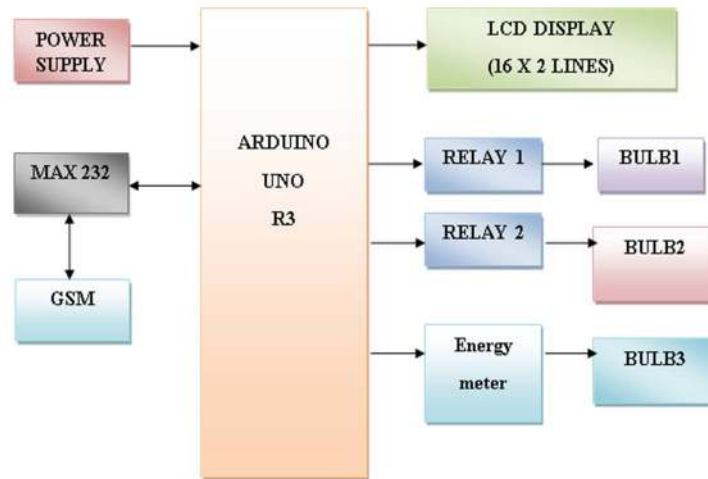 POWER
SUPPLY
MAX 232
GSM
ARDUINO
UNO
R3
LCD DISPLAY
(16 X 2 LINES)
RELAY 1
BULB1
RELAY 2
BULB2
Energy
meter
BULB3